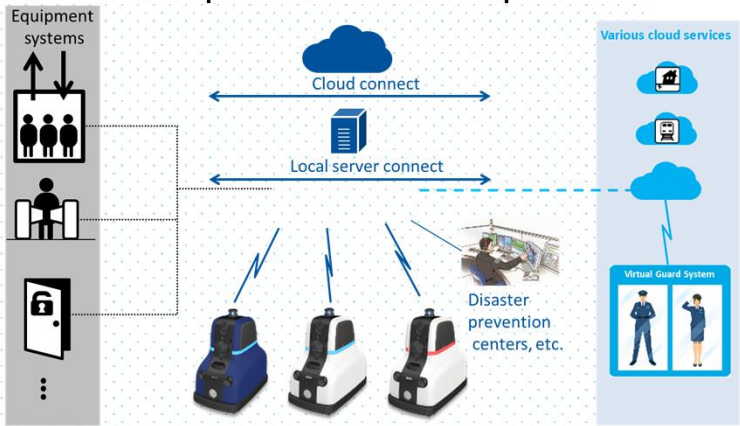 Equipment
systems
Cloud connect
Local server connect
Disaster
prevention
centers, etc.
Various cloud services
Virtual Guard System